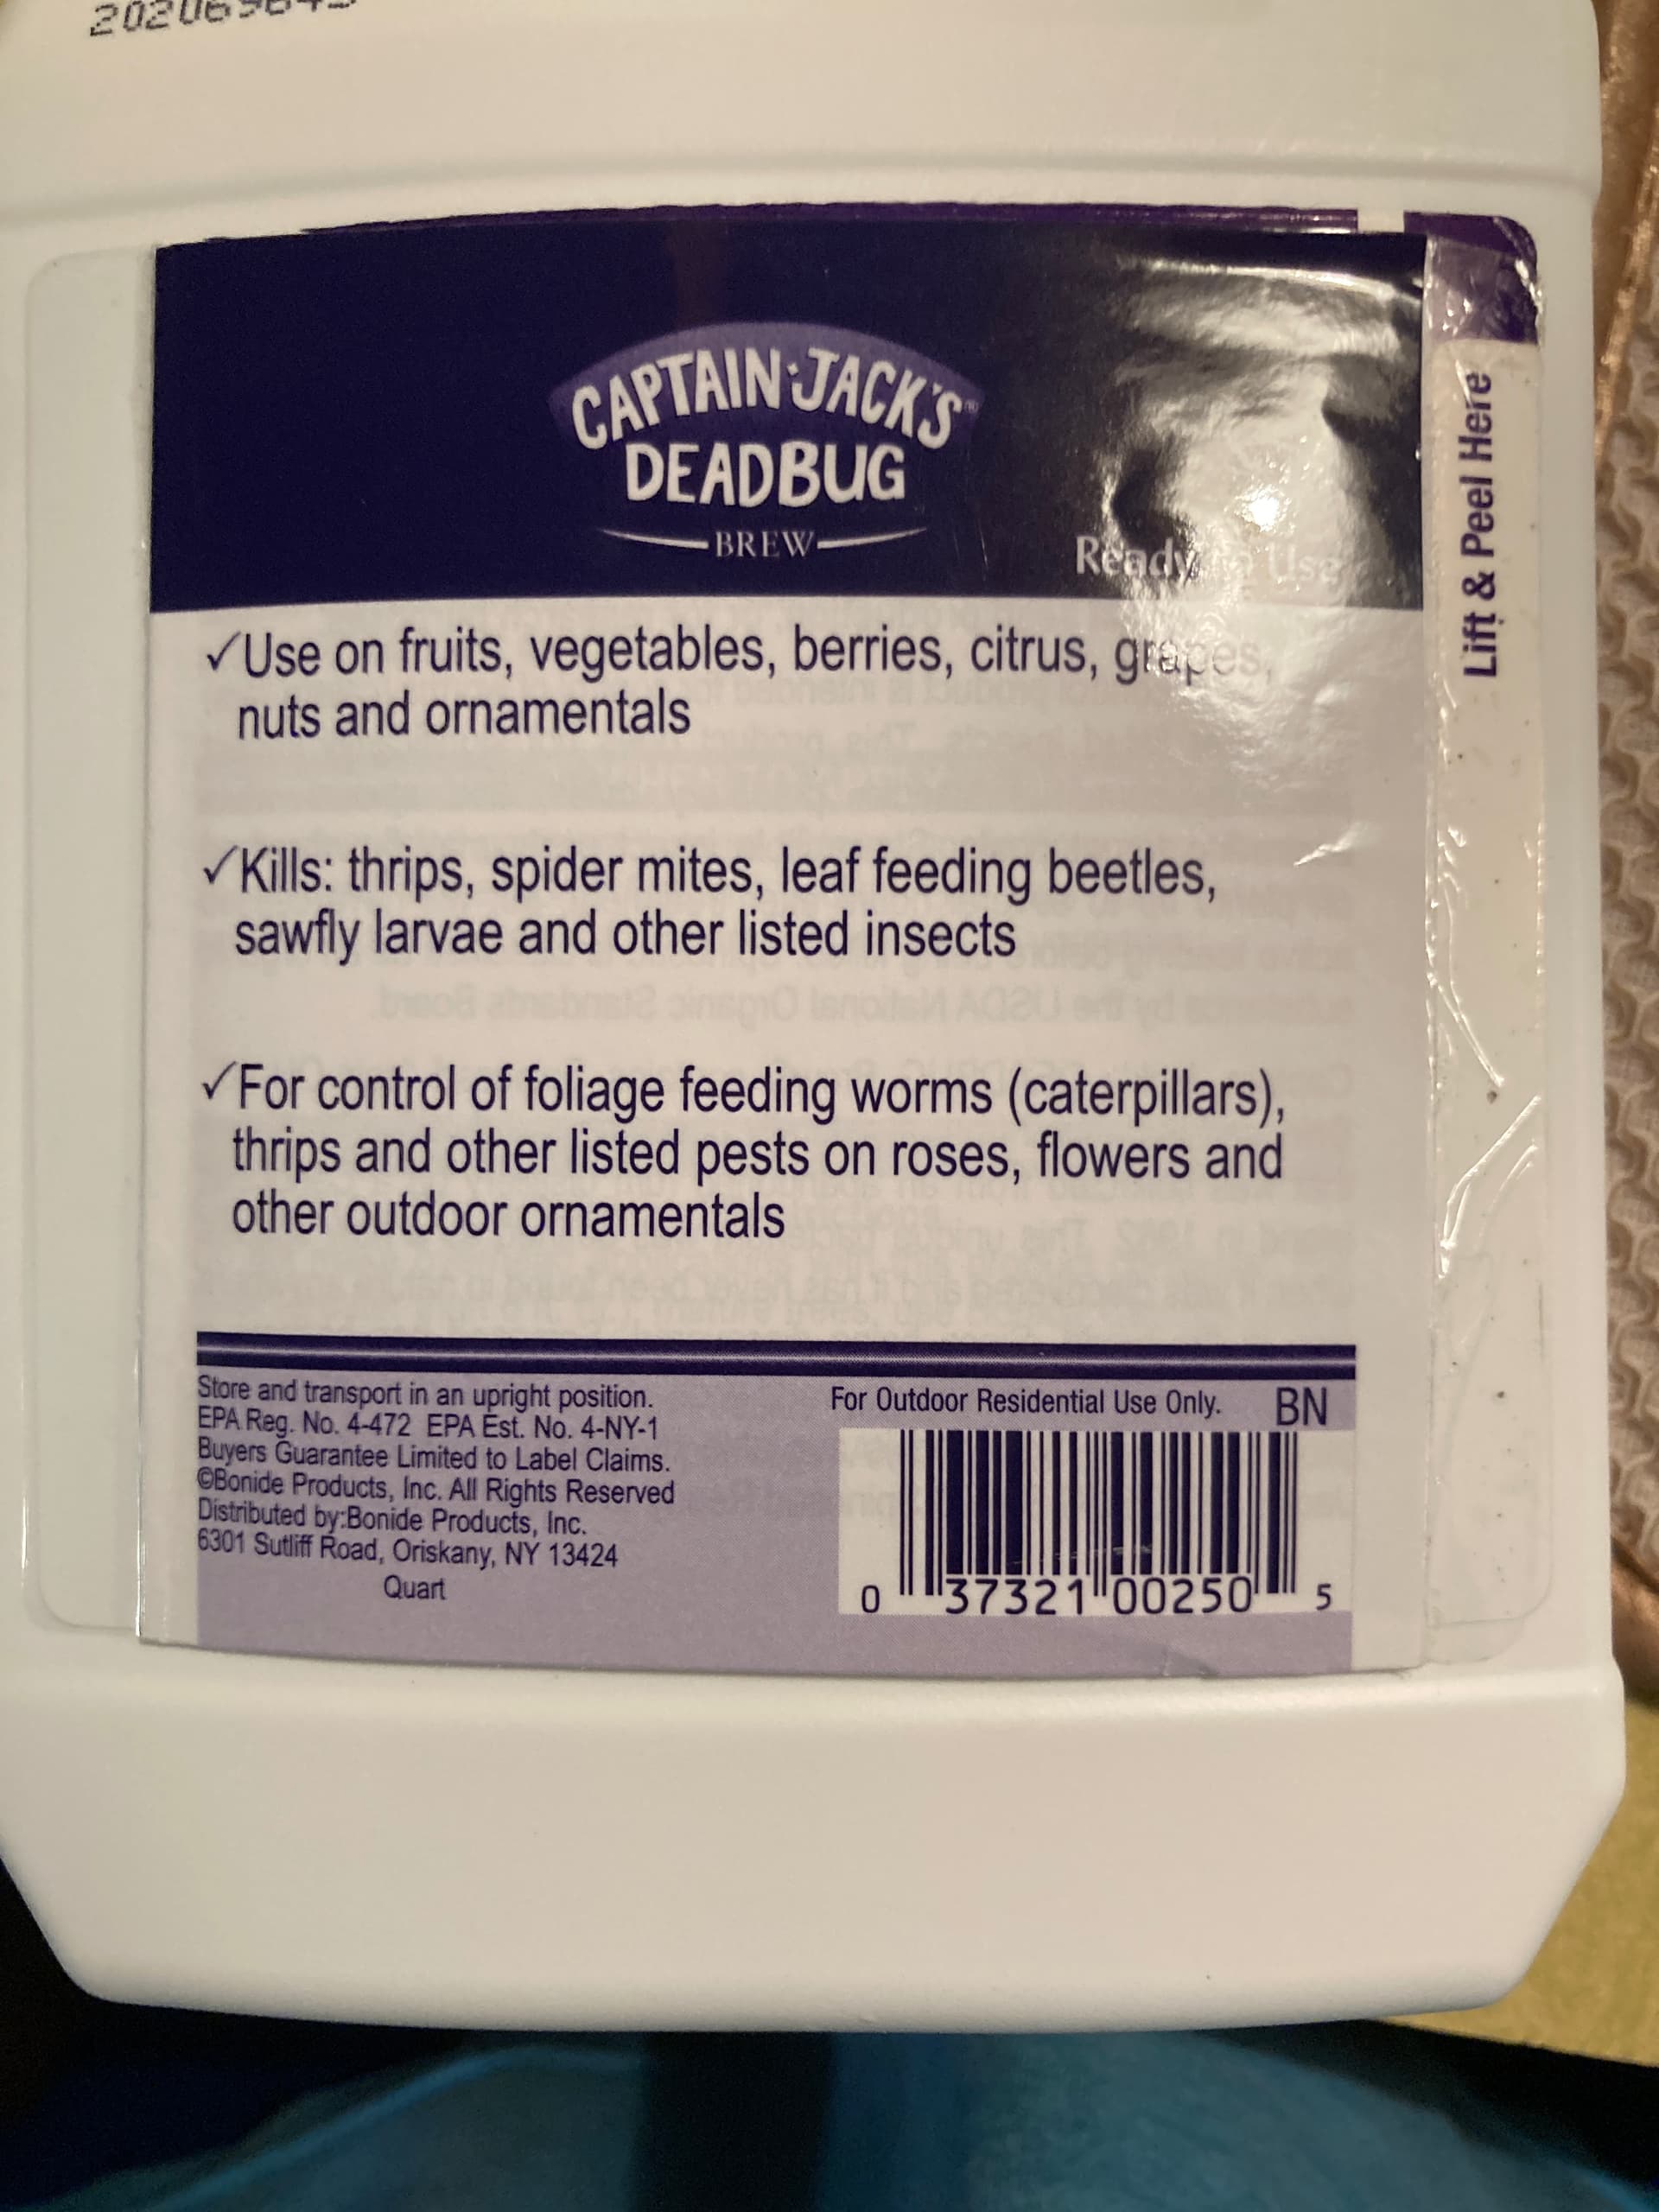 CAPTAIN JACK'S™
DEADBUG
BREW
Ready To Use
Lift & Peel Here
✓Use on fruits, vegetables, berries, citrus, grapes,
nuts and ornamentals
✓Kills: thrips, spider mites, leaf feeding beetles,
sawfly larvae and other listed insects
✓For control of foliage feeding worms (caterpillars),
thrips and other listed pests on roses, flowers and
other outdoor ornamentals
Store and transport in an upright position.
EPA Reg. No. 4-472 EPA Est. No. 4-NY-1
Buyers Guarantee Limited to Label Claims.
©Bonide Products, Inc. All Rights Reserved
Distributed by:Bonide Products, Inc.
6301 Sutliff Road, Oriskany, NY 13424
Quart
For Outdoor Residential Use Only. BN
0 37321 00250 5